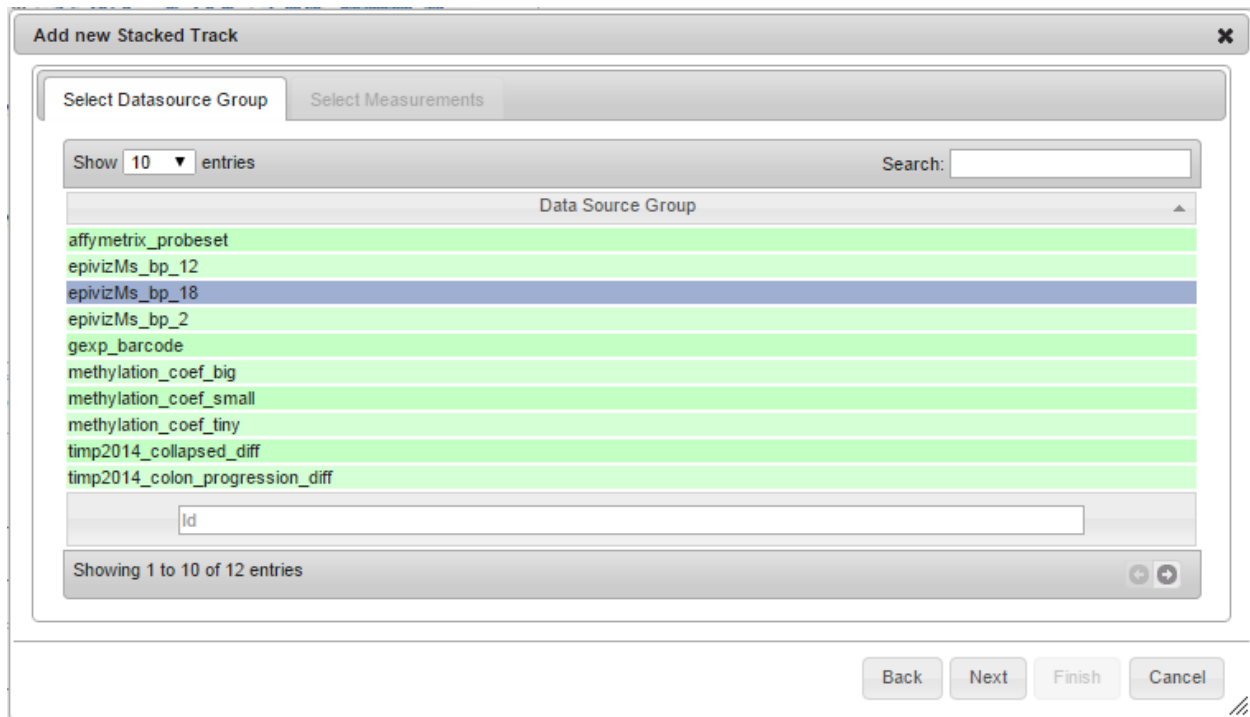 Add new Stacked Track
Select Datasource Group Select Measurements
Show 10 entries Search:
Data Source Group
affymetrix_probeset
epivizMs_bp_12
epivizMs_bp_18
epivizMs_bp_2
gexp_barcode
methylation_coef_big
methylation_coef_small
methylation_coef_tiny
timp2014_collapsed_diff
timp2014_colon_progression_diff
Id
Showing 1 to 10 of 12 entries
Back Next Finish Cancel